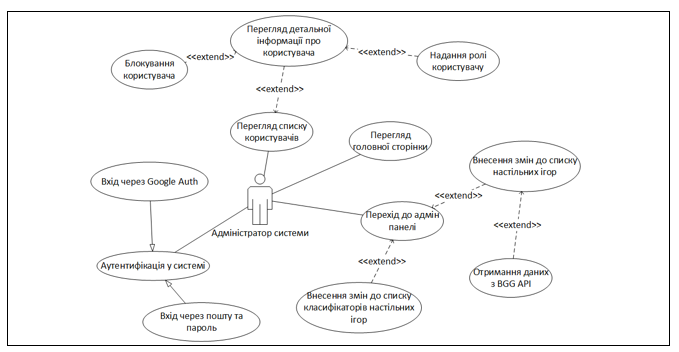 Перегляд детальної
інформації про
користувача
<<extend>>
<<extend>>
Блокування
користувача
Надання ролі
користувачу
<<extend>>
Перегляд списку
користувачів
Перегляд
головної сторінки
Внесення змін до списку
настільних ігор
Вхід через Google Auth
<<extend>>
Адміністратор системи
Перехід до адмін
панелі
<<extend>>
Аутентифікація у системі
<<extend>>
Отримання даних
з BGG API
Внесення змін до списку
класифікаторів настільних
ігор
Вхід через пошту та
пароль